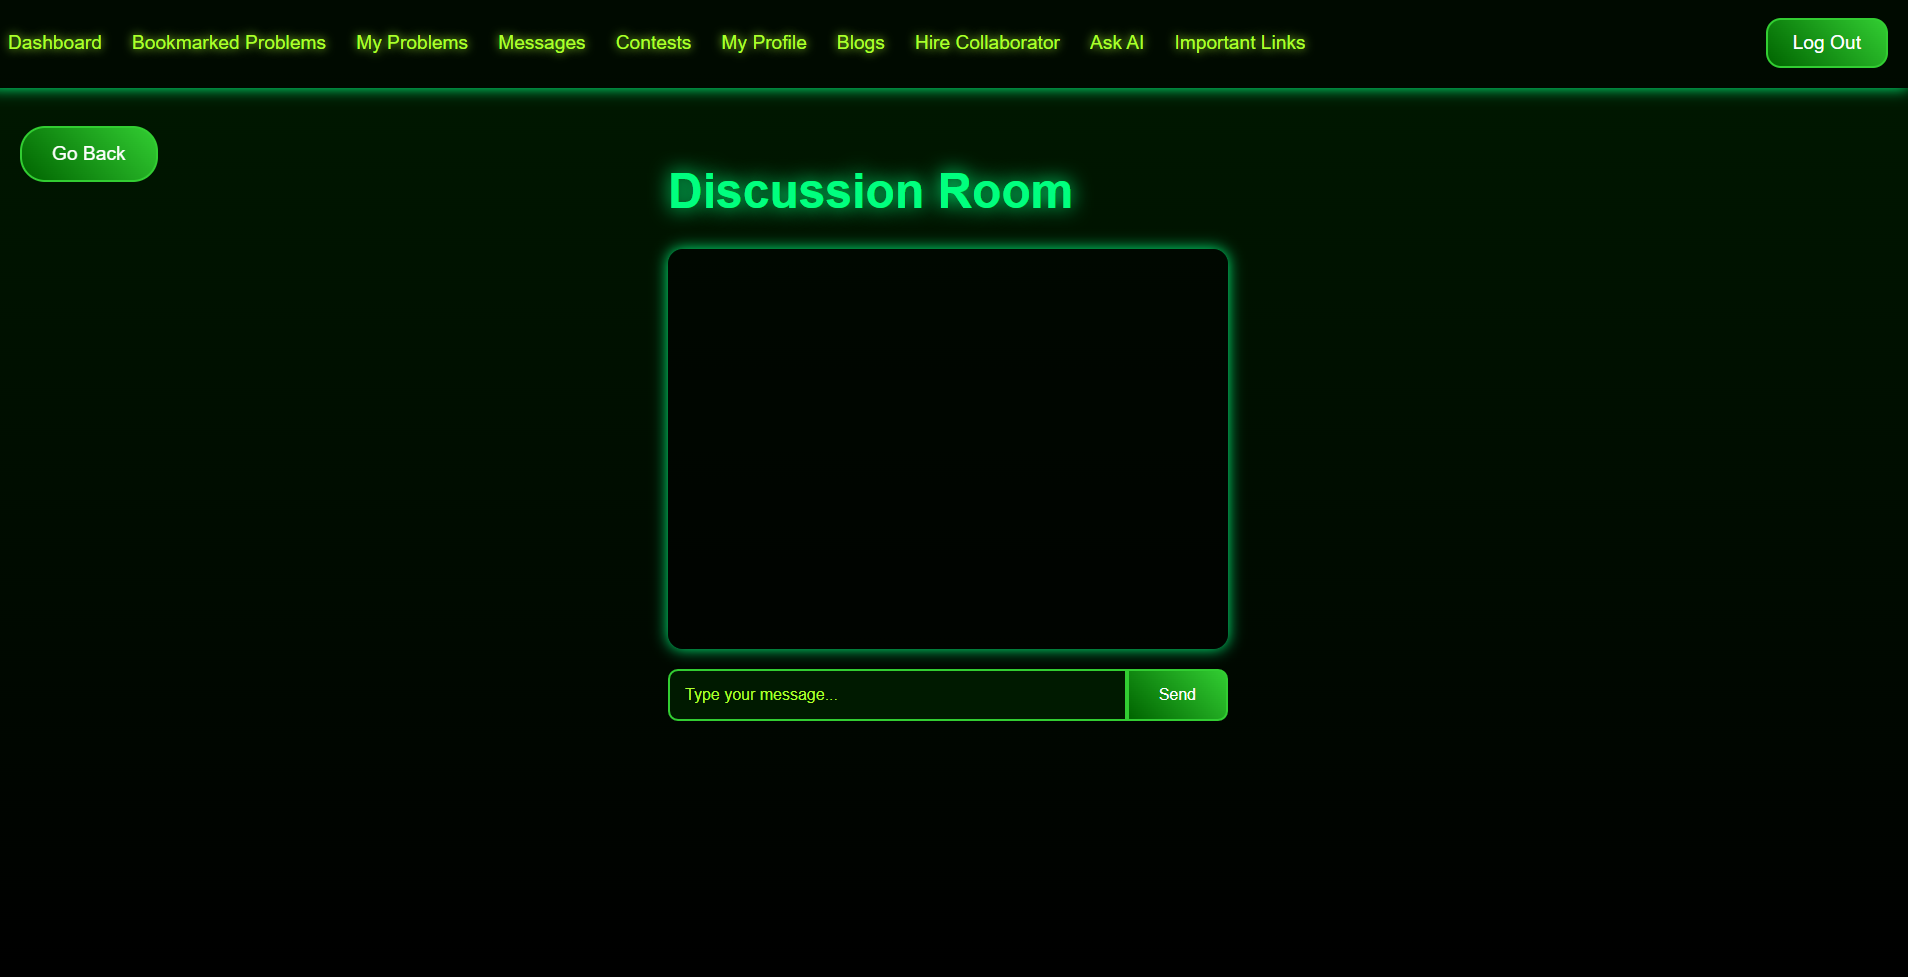 Dashboard Bookmarked Problems My Problems Messages Contests My Profile Blogs Hire Collaborator Ask AI Important Links Log Out
Go Back
Discussion Room
Type your message... Send